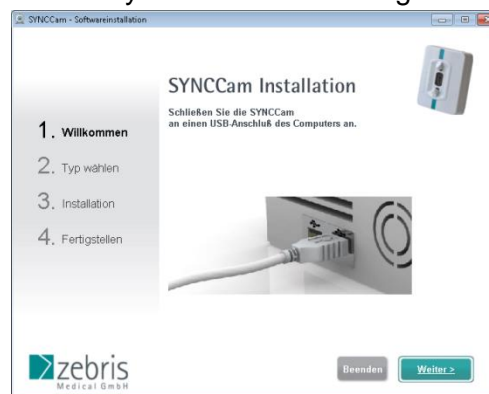 SYNCCam - Softwareinstallation
SYNCCam Installation
Schließen Sie die SYNCCam
an einen USB-Anschluß des Computers an.
1. Willkommen
2. Typ wählen
3. Installation
4. Fertigstellen
zebris
Medical GmbH
Beenden
Weiter >